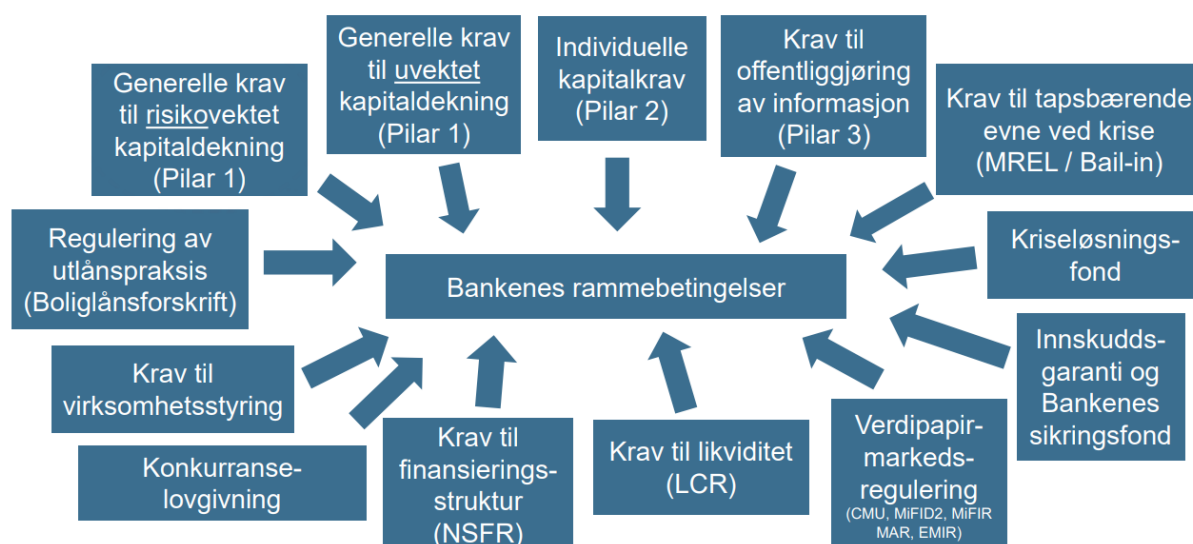 Generelle krav
til risikovektet
kapitaldekning
(Pilar 1)
Generelle krav
til uvektet
kapitaldekning
(Pilar 1)
Individuelle
kapitalkrav
(Pilar 2)
Krav til
offentliggjøring
av informasjon
(Pilar 3)
Krav til tapsbærende
evne ved krise
(MREL / Bail-in)
Regulering av
utlånspraksis
(Boliglånsforskrift)
Bankenes rammebetingelser
Kriseløsnings-
fond
Krav til
virksomhetsstyring
Konkurranse-
lovgivning
Krav til
finansierings-
struktur
(NSFR)
Krav til likviditet
(LCR)
Verdipapir-
markeds-
regulering
(CMU, MiFID2, MiFIR
MAR, EMIR)
Innskudds-
garanti og
Bankenes
sikringsfond